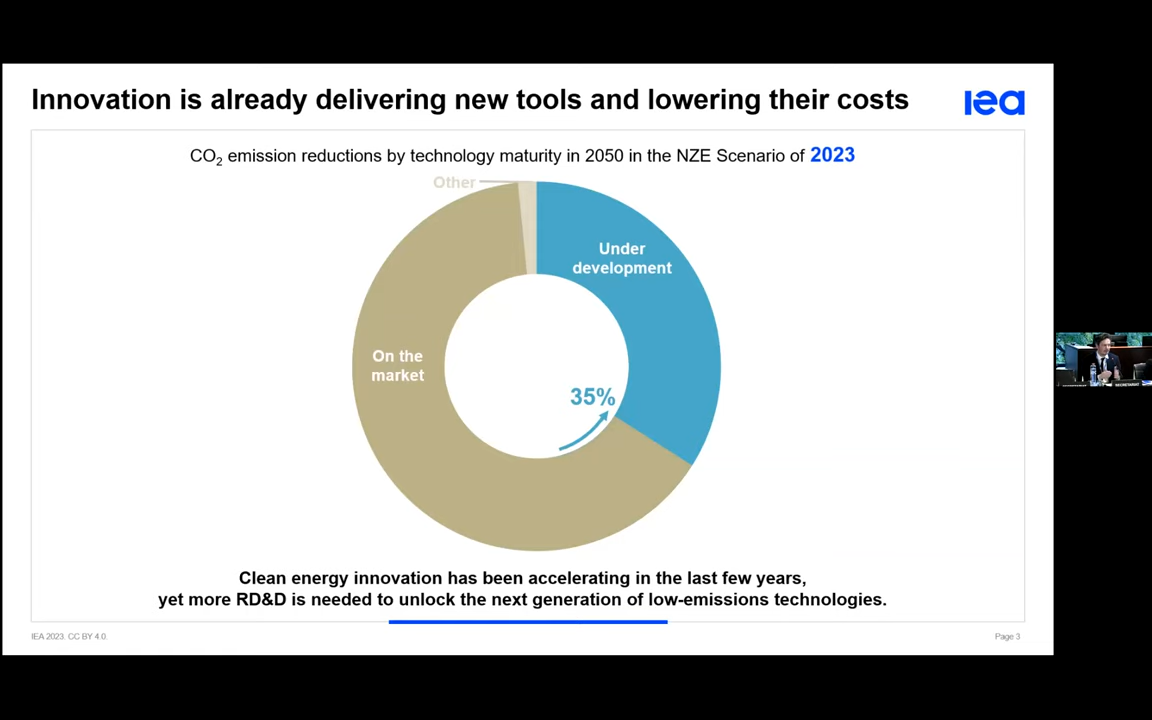 Innovation is already delivering new tools and lowering their costs
iea
CO₂ emission reductions by technology maturity in 2050 in the NZE Scenario of 2023
Other
Under
development
On the
market
35%
Clean energy innovation has been accelerating in the last few years,
yet more RD&D is needed to unlock the next generation of low-emissions technologies.
IEA 2023. CC BY 4.0.
Page 3
SECRETARIAT